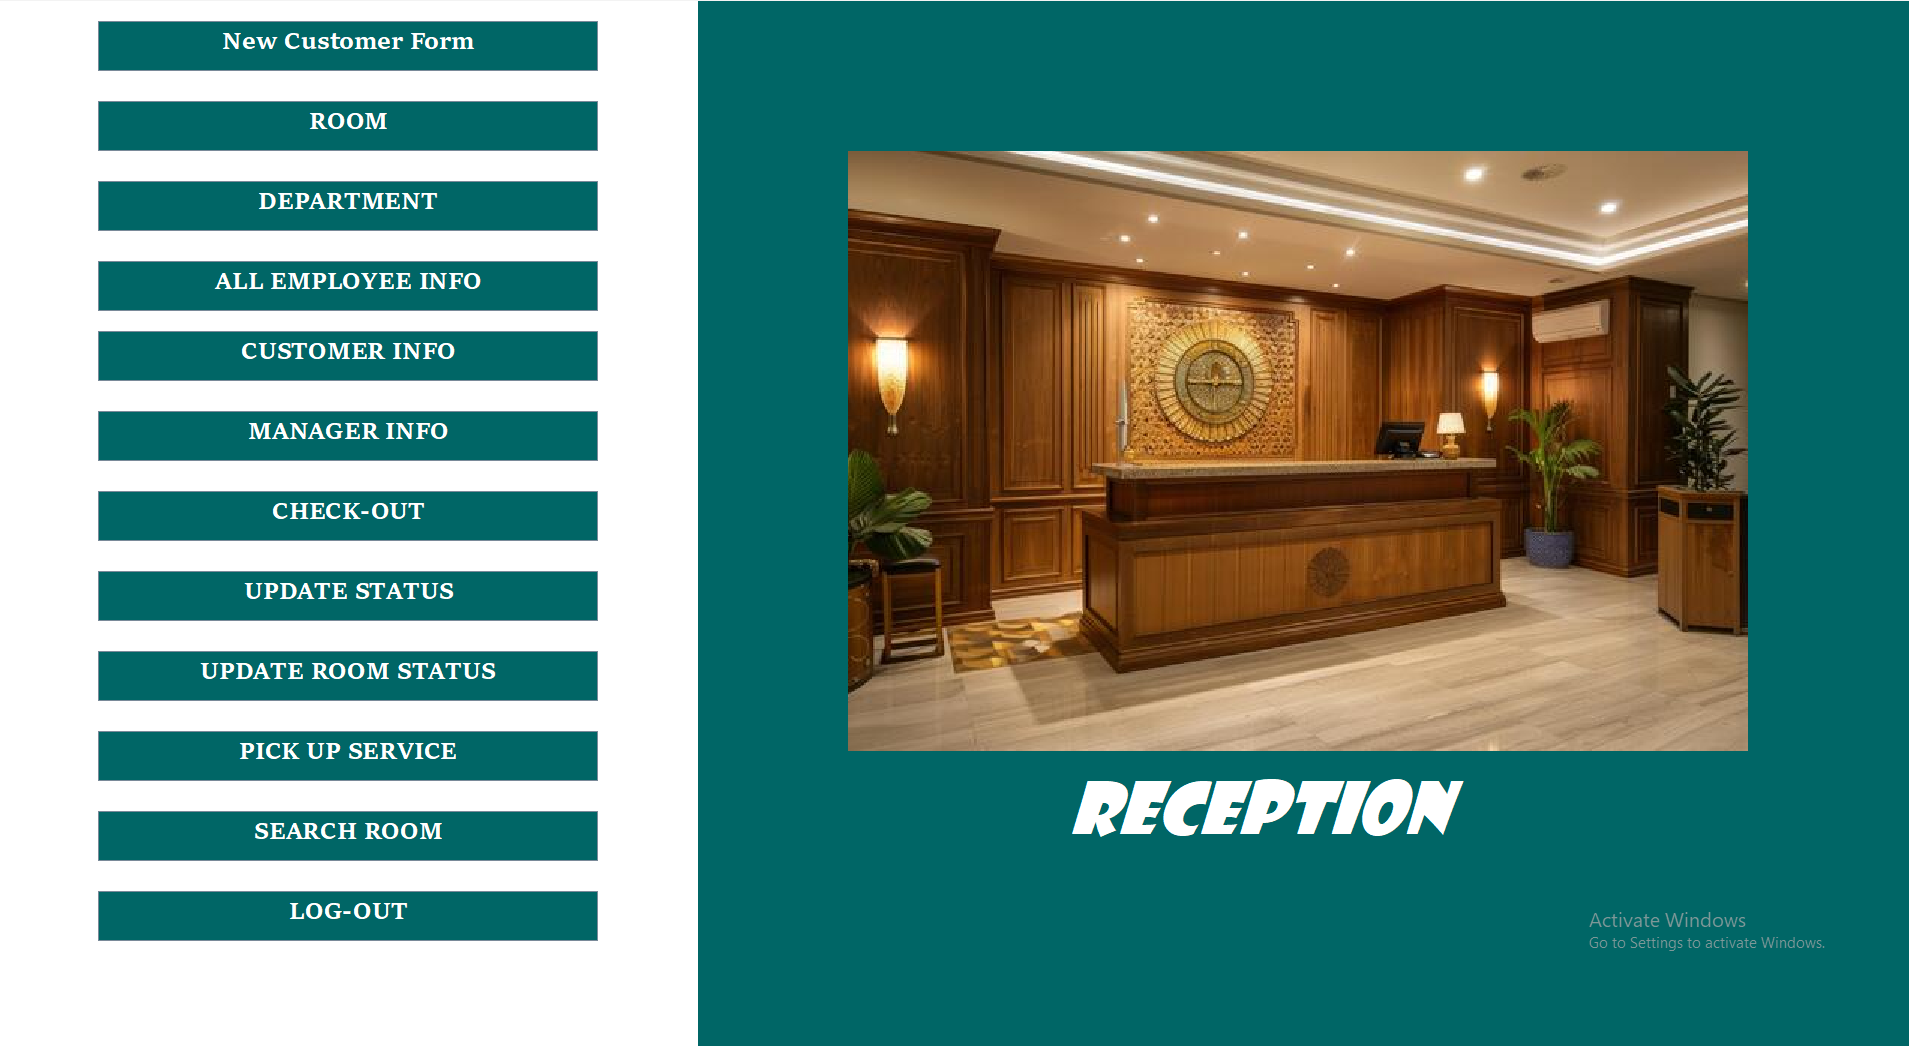 New Customer Form
ROOM
DEPARTMENT
ALL EMPLOYEE INFO
CUSTOMER INFO
MANAGER INFO
CHECK-OUT
UPDATE STATUS
UPDATE ROOM STATUS
PICK UP SERVICE
SEARCH ROOM
LOG-OUT
RECEPTION
Activate Windows
Go to Settings to activate Windows.